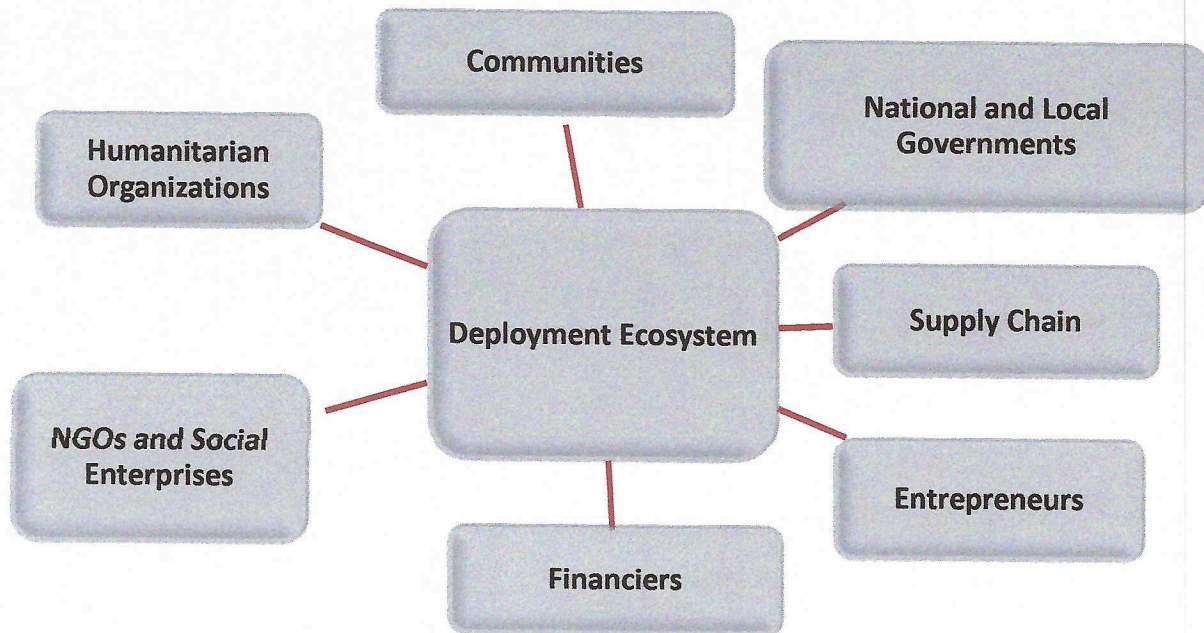 Communities
National and Local
Governments
Humanitarian
Organizations
Deployment Ecosystem
Supply Chain
NGOs and Social
Enterprises
Entrepreneurs
Financiers